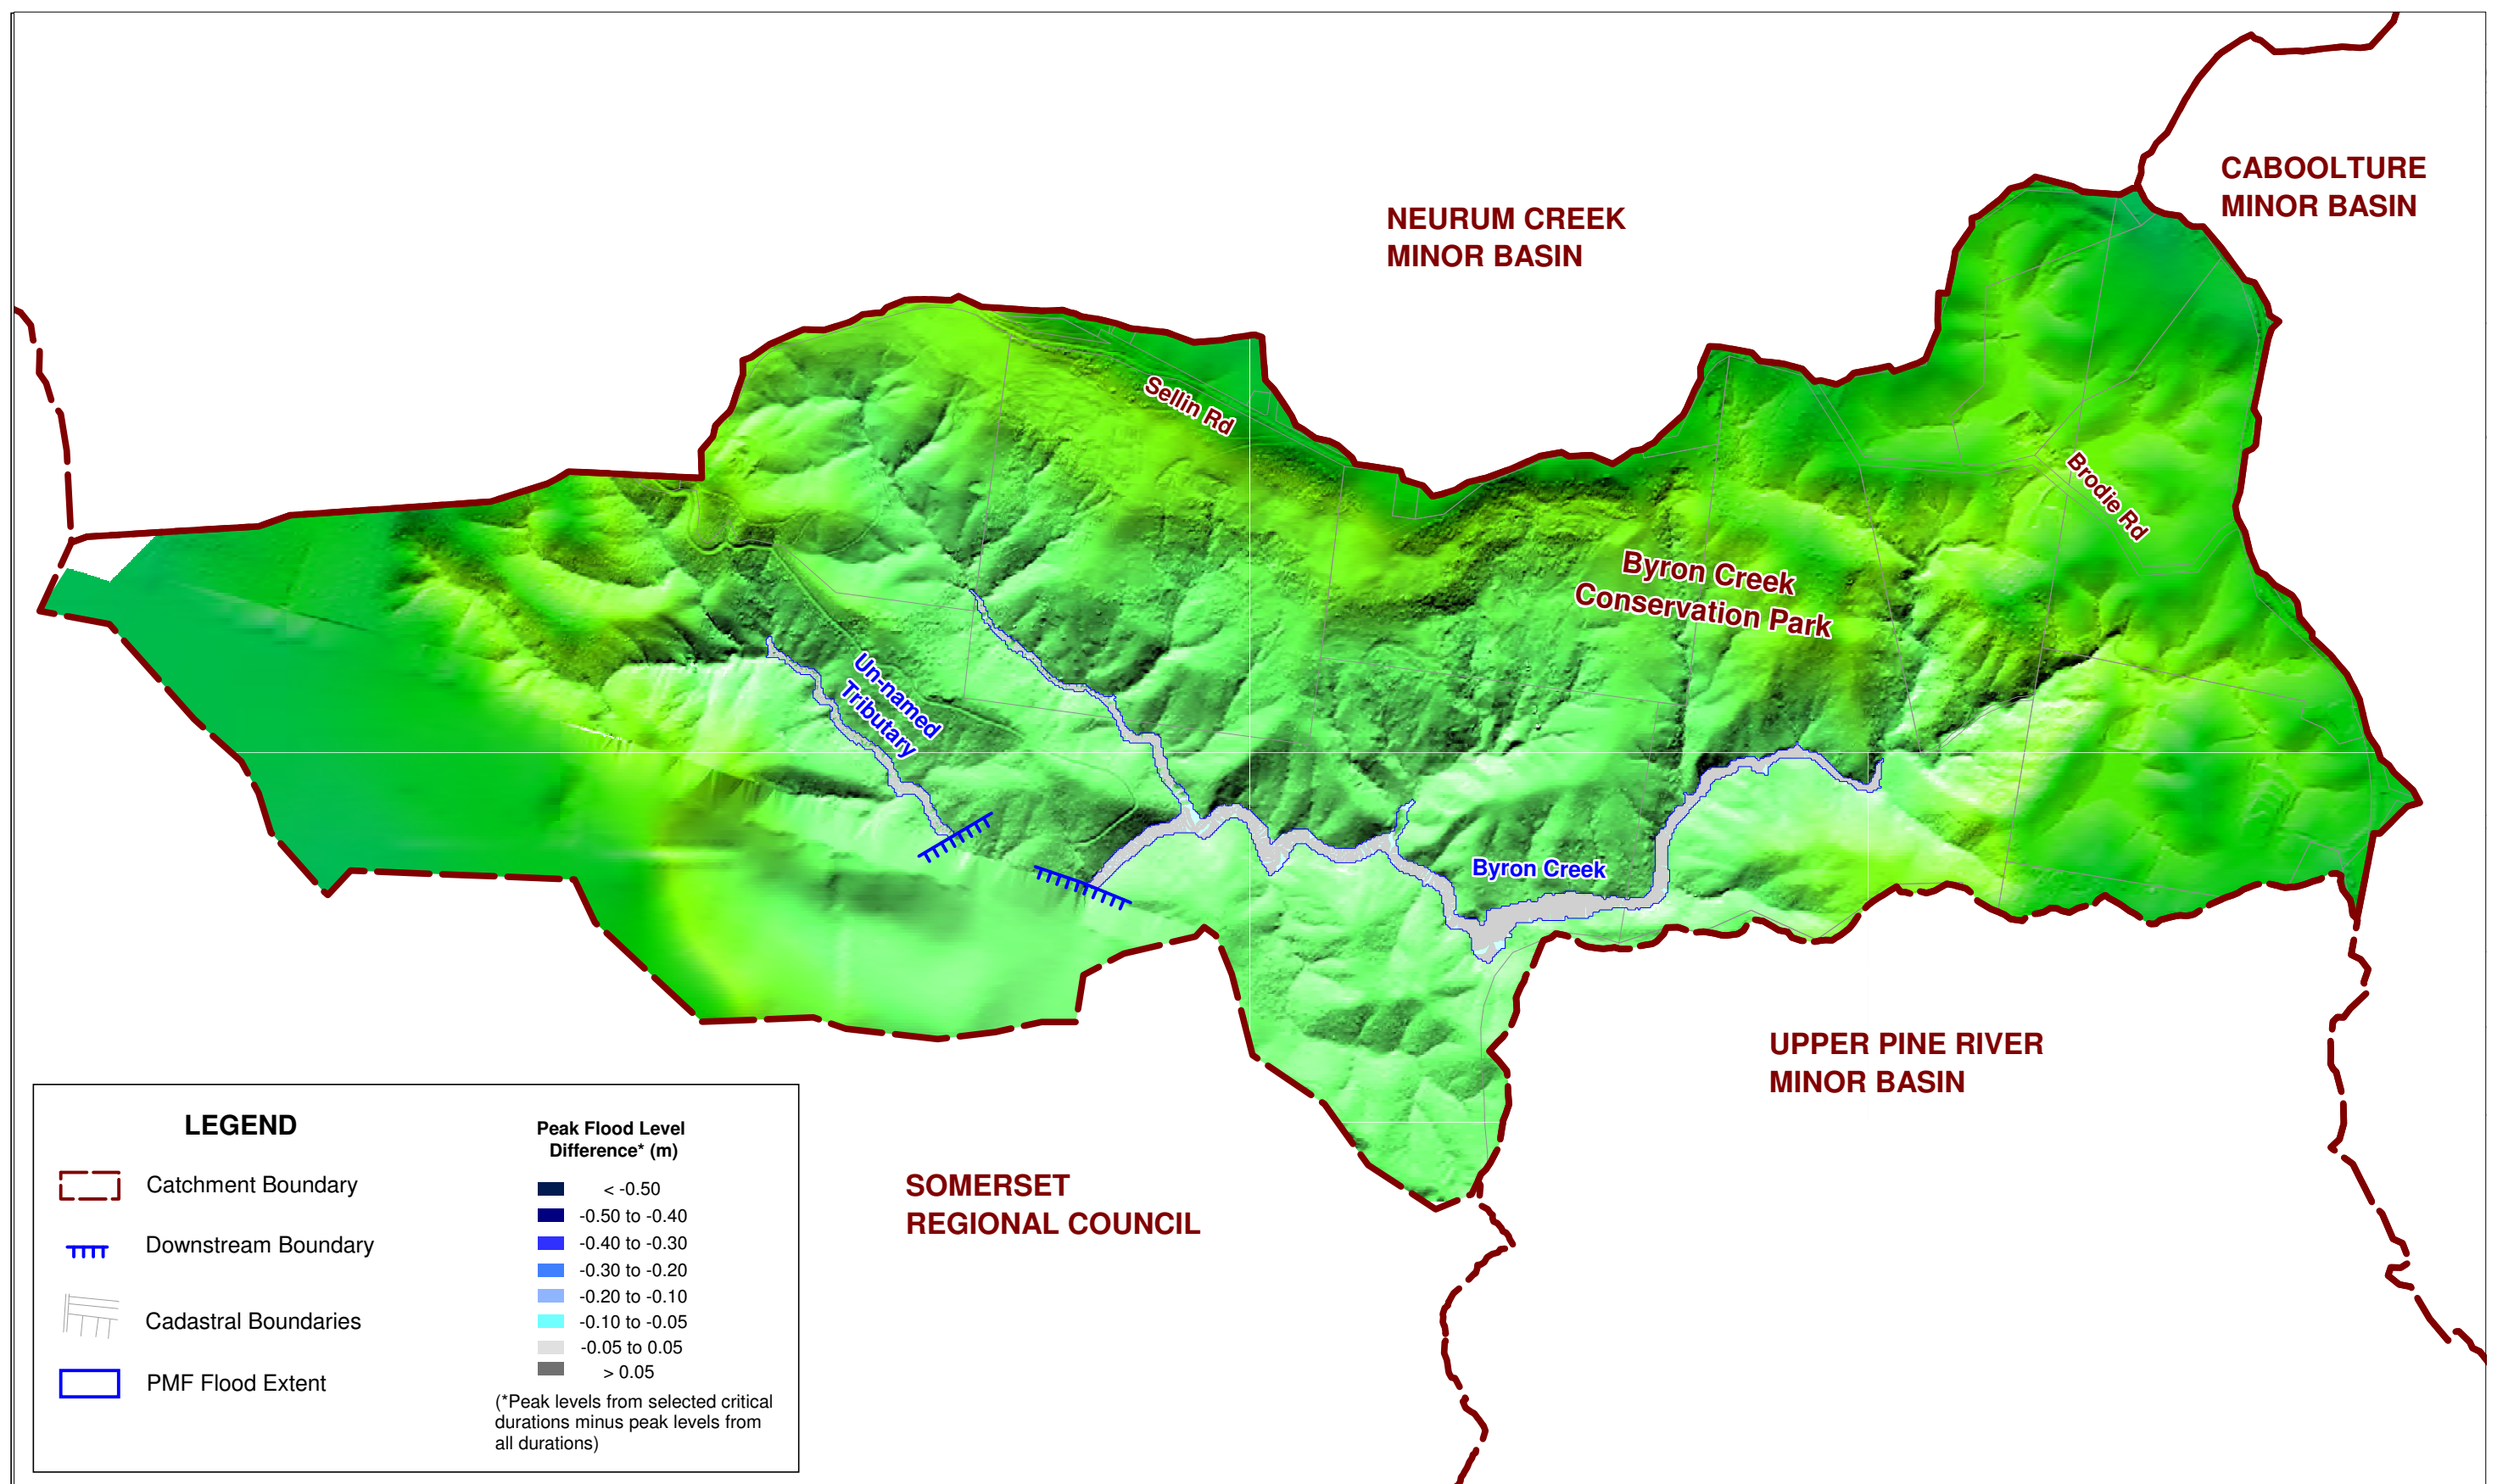 CABOOLTURE
MINOR BASIN
NEURUM CREEK
MINOR BASIN
Sellin Rd
Brodie Rd
Byron Creek
Conservation Park
Un-named
Tributary
Byron Creek
UPPER PINE RIVER
MINOR BASIN
SOMERSET
REGIONAL COUNCIL
LEGEND
Catchment Boundary
Downstream Boundary
Cadastral Boundaries
PMF Flood Extent
Peak Flood Level
Difference* (m)
< -0.50
-0.50 to -0.40
-0.40 to -0.30
-0.30 to -0.20
-0.20 to -0.10
-0.10 to -0.05
-0.05 to 0.05
> 0.05
(*Peak levels from selected critical
durations minus peak levels from
all durations)